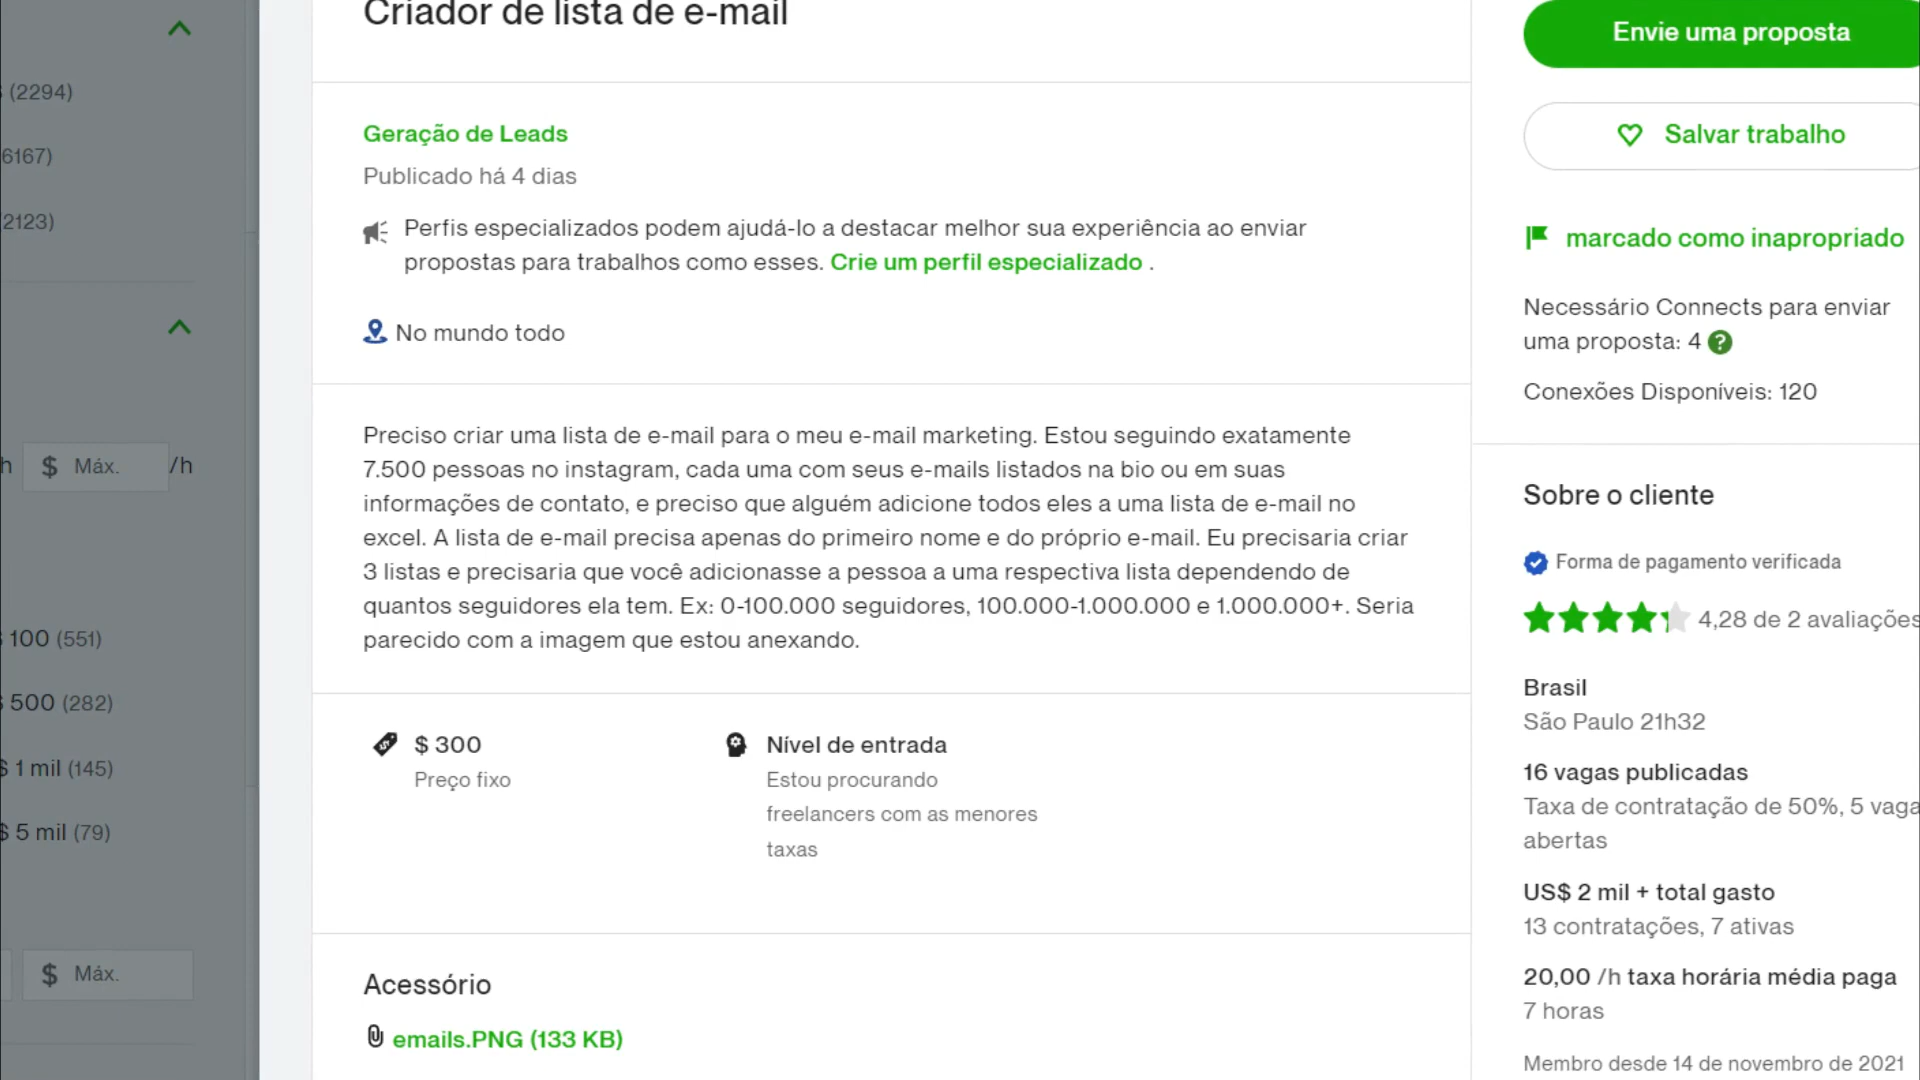 Criador de lista de e-mail
Envie uma proposta
(2294)
6167)
2123)
Geração de Leads
Publicado há 4 dias
Perfis especializados podem ajudá-lo a destacar melhor sua experiência ao enviar
propostas para trabalhos como esses. Crie um perfil especializado .
No mundo todo
Salvar trabalho
marcado como inapropriado
Necessário Connects para enviar
uma proposta: 4 ?
Conexões Disponíveis: 120
h $ Máx. /h
Preciso criar uma lista de e-mail para o meu e-mail marketing. Estou seguindo exatamente
7.500 pessoas no instagram, cada uma com seus e-mails listados na bio ou em suas
informações de contato, e preciso que alguém adicione todos eles a uma lista de e-mail no
excel. A lista de e-mail precisa apenas do primeiro nome e do próprio e-mail. Eu precisaria criar
3 listas e precisaria que você adicionasse a pessoa a uma respectiva lista dependendo de
quantos seguidores ela tem. Ex: 0-100.000 seguidores, 100.000-1.000.000 e 1.000.000+. Seria
parecido com a imagem que estou anexando.
Sobre o cliente
Forma de pagamento verificada
4,28 de 2 avaliações
Brasil
São Paulo 21h32
16 vagas publicadas
Taxa de contratação de 50%, 5 vaga
abertas
US$ 2 mil + total gasto
13 contratações, 7 ativas
20,00 /h taxa horária média paga
7 horas
Membro desde 14 de novembro de 2021
$ 100 (551)
$ 500 (282)
$ 1 mil (145)
$ 5 mil (79)
$ Máx.
$ 300
Preço fixo
Nível de entrada
Estou procurando
freelancers com as menores
taxas
Acessório
emails.PNG (133 KB)